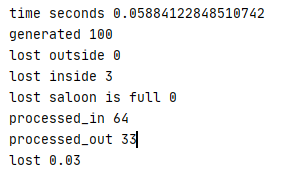 time seconds 0.05884122848510742
generated 100
lost outside 0
lost inside 3
lost saloon is full 0
processed_in 64
processed_out 33
lost 0.03